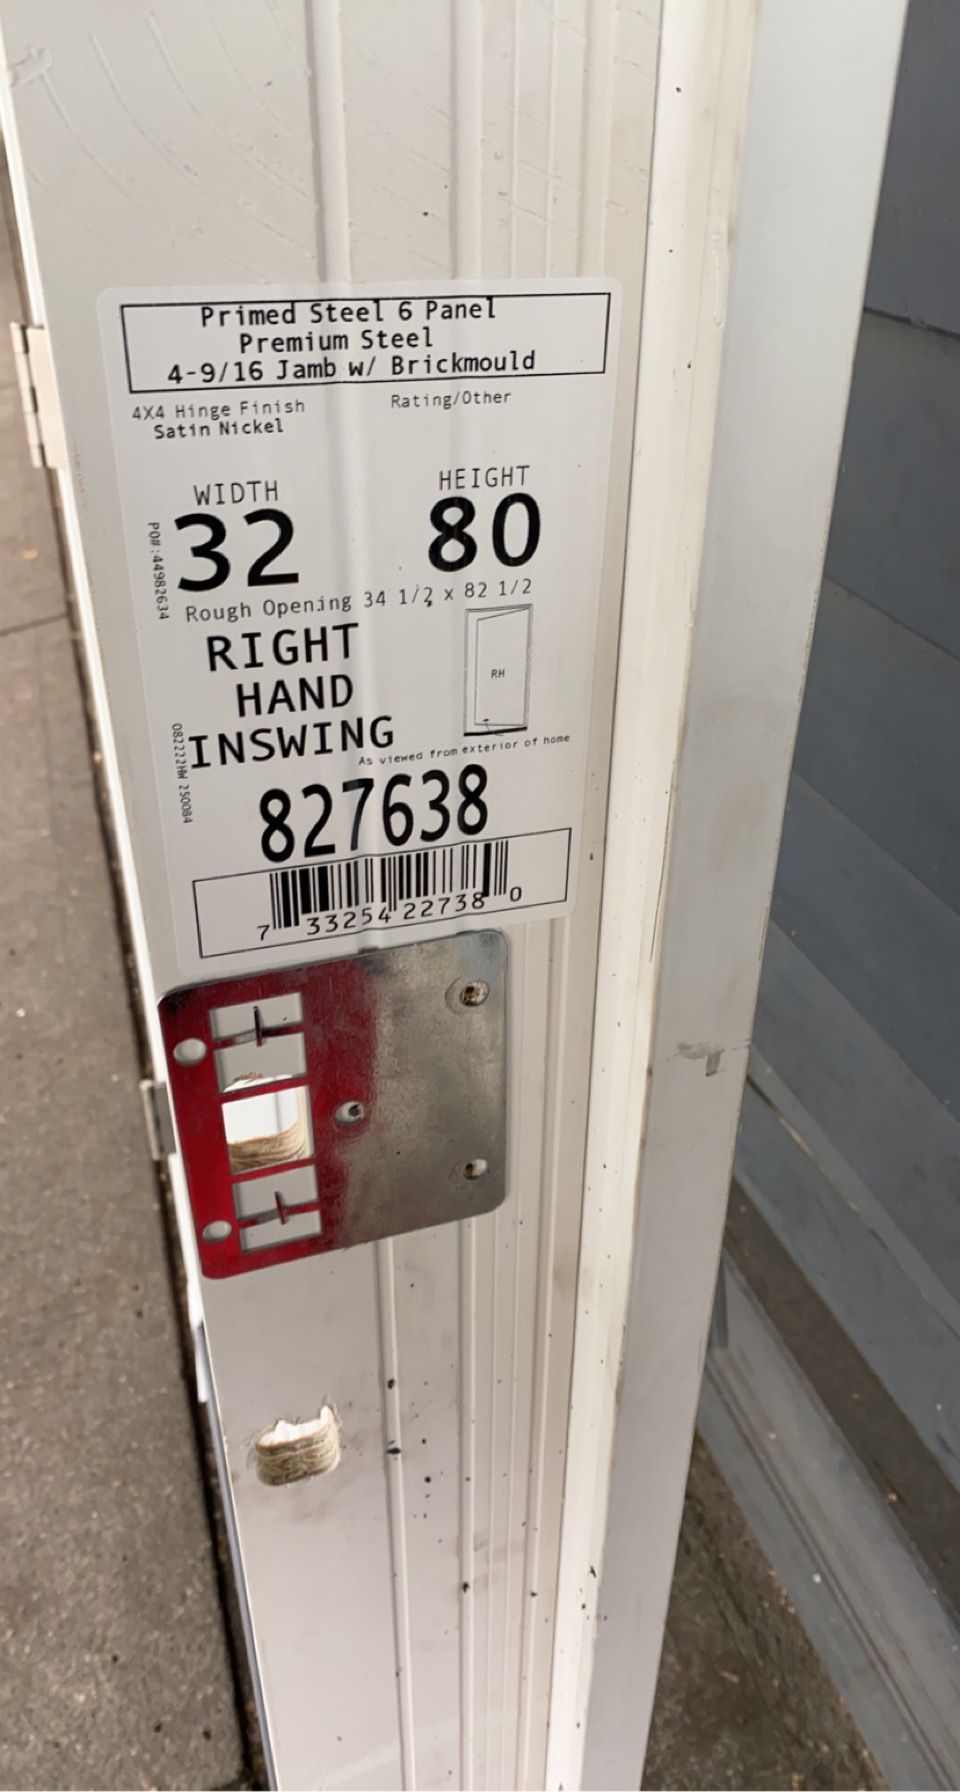 Primed Steel 6 Panel
Premium Steel
4-9/16 Jamb w/ Brickmould
4X4 Hinge Finish
Satin Nickel
Rating/Other
WIDTH
32
HEIGHT
80
PO#:44982634
Rough Opening 34 1/2 x 82 1/2
RIGHT
HAND
INSWING
RH
As viewed from exterior of home
082222HW 250084
827638
7 33254 22738 0